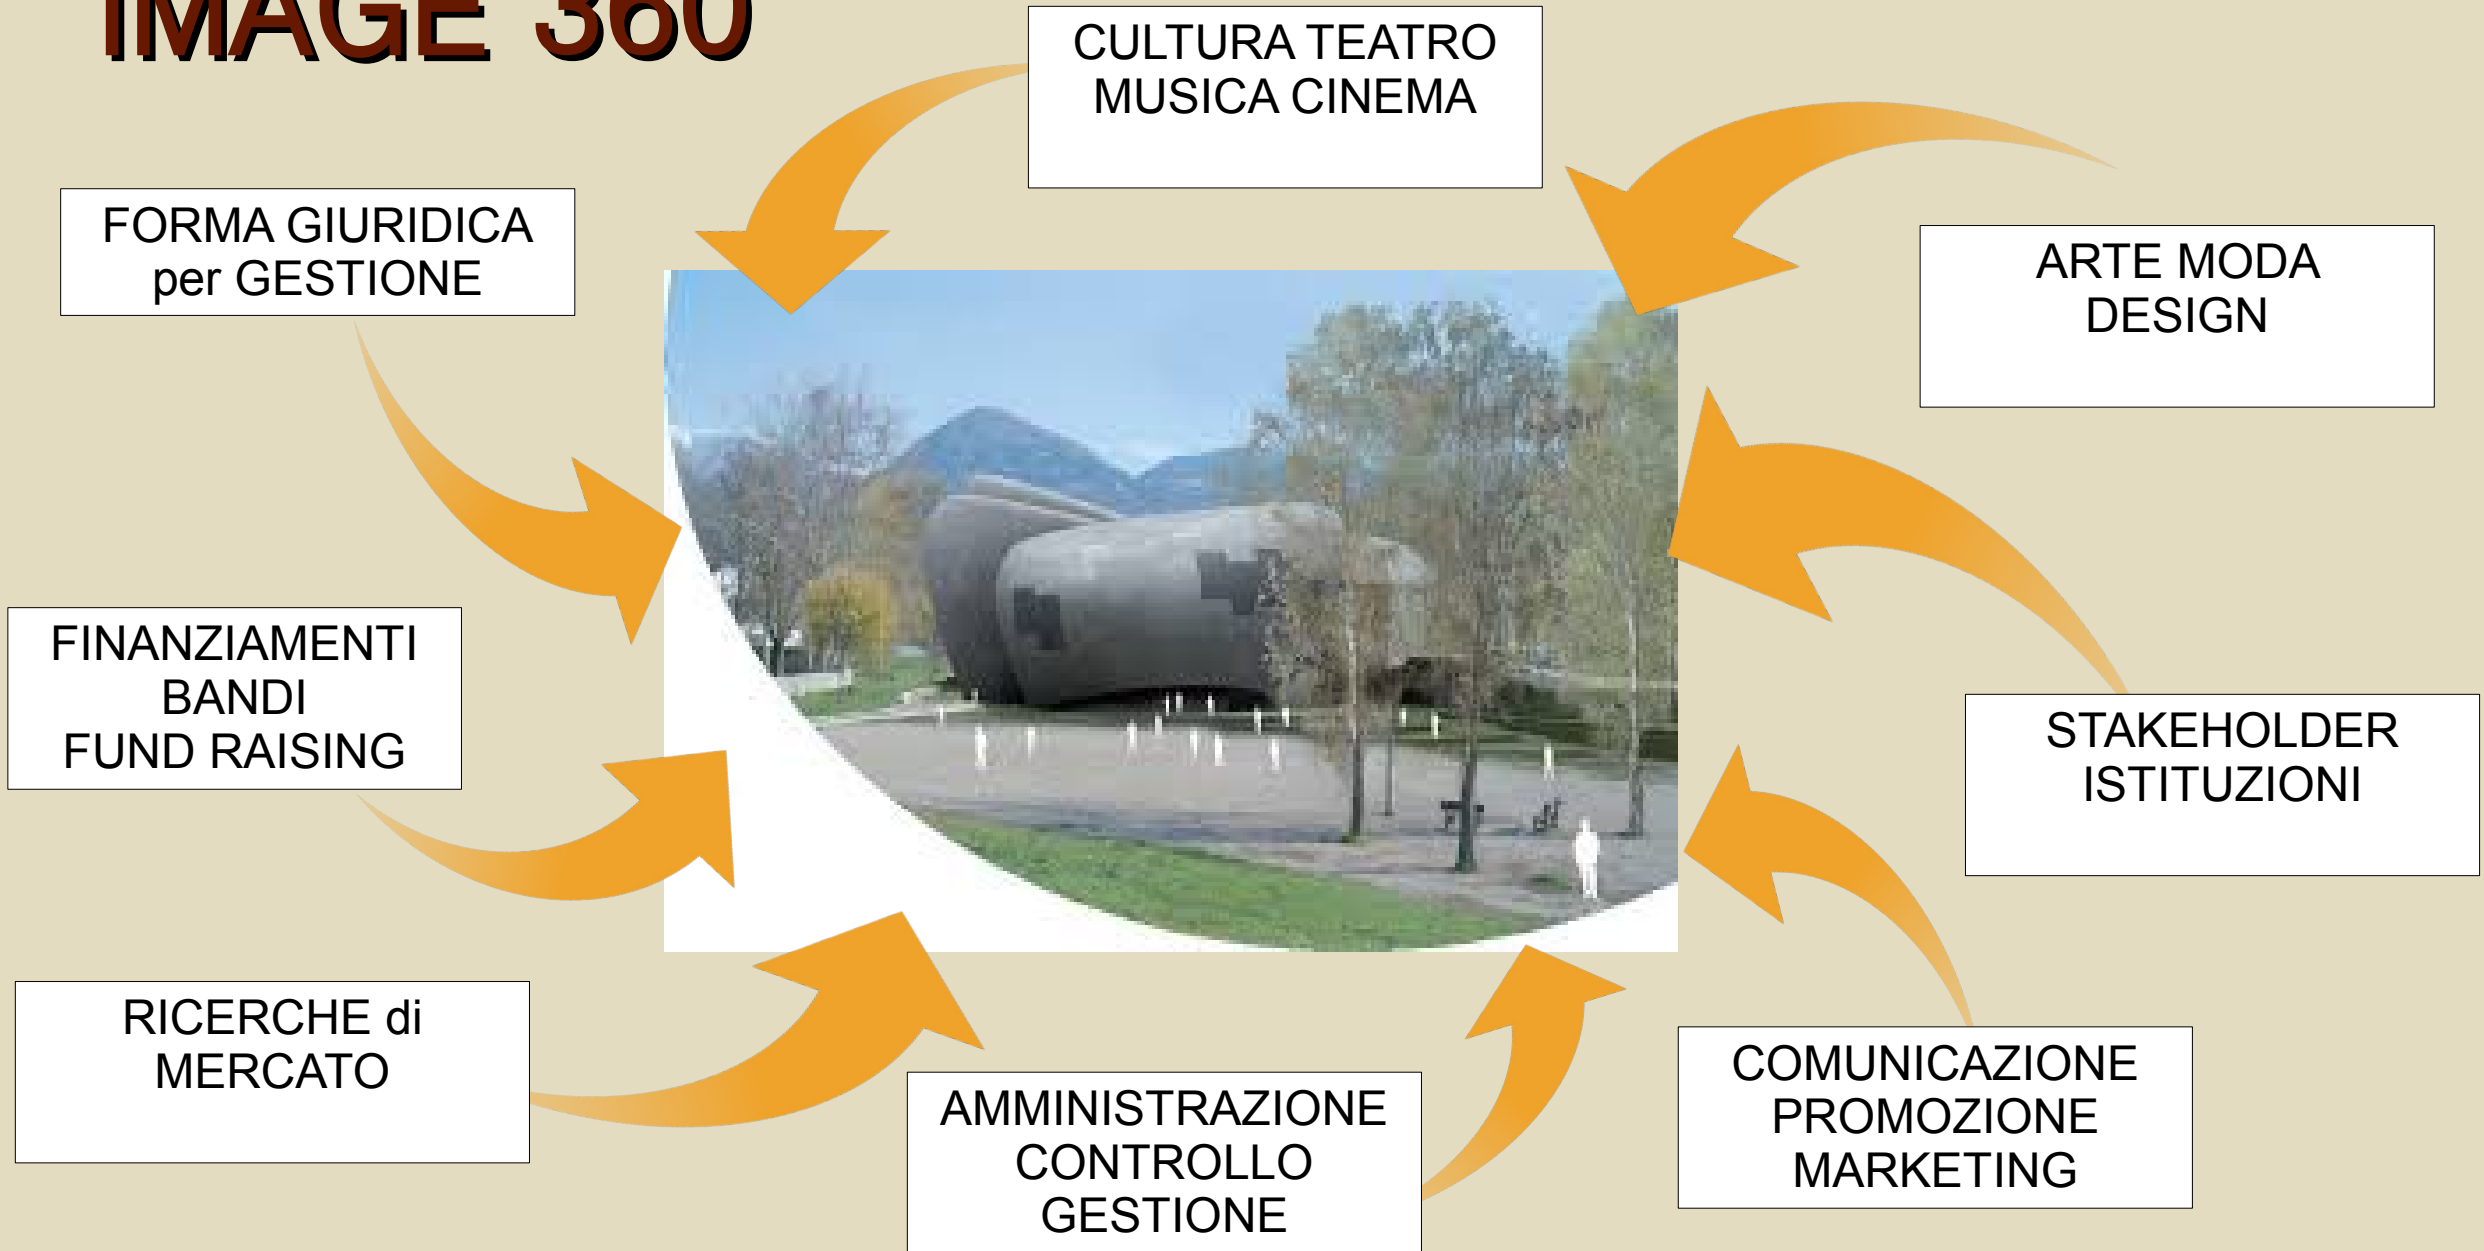 IMAGE 360
CULTURA TEATRO
MUSICA CINEMA
FORMA GIURIDICA
per GESTIONE
ARTE MODA
DESIGN
FINANZIAMENTI
BANDI
FUND RAISING
STAKEHOLDER
ISTITUZIONI
RICERCHE di
MERCATO
AMMINISTRAZIONE
CONTROLLO
GESTIONE
COMUNICAZIONE
PROMOZIONE
MARKETING